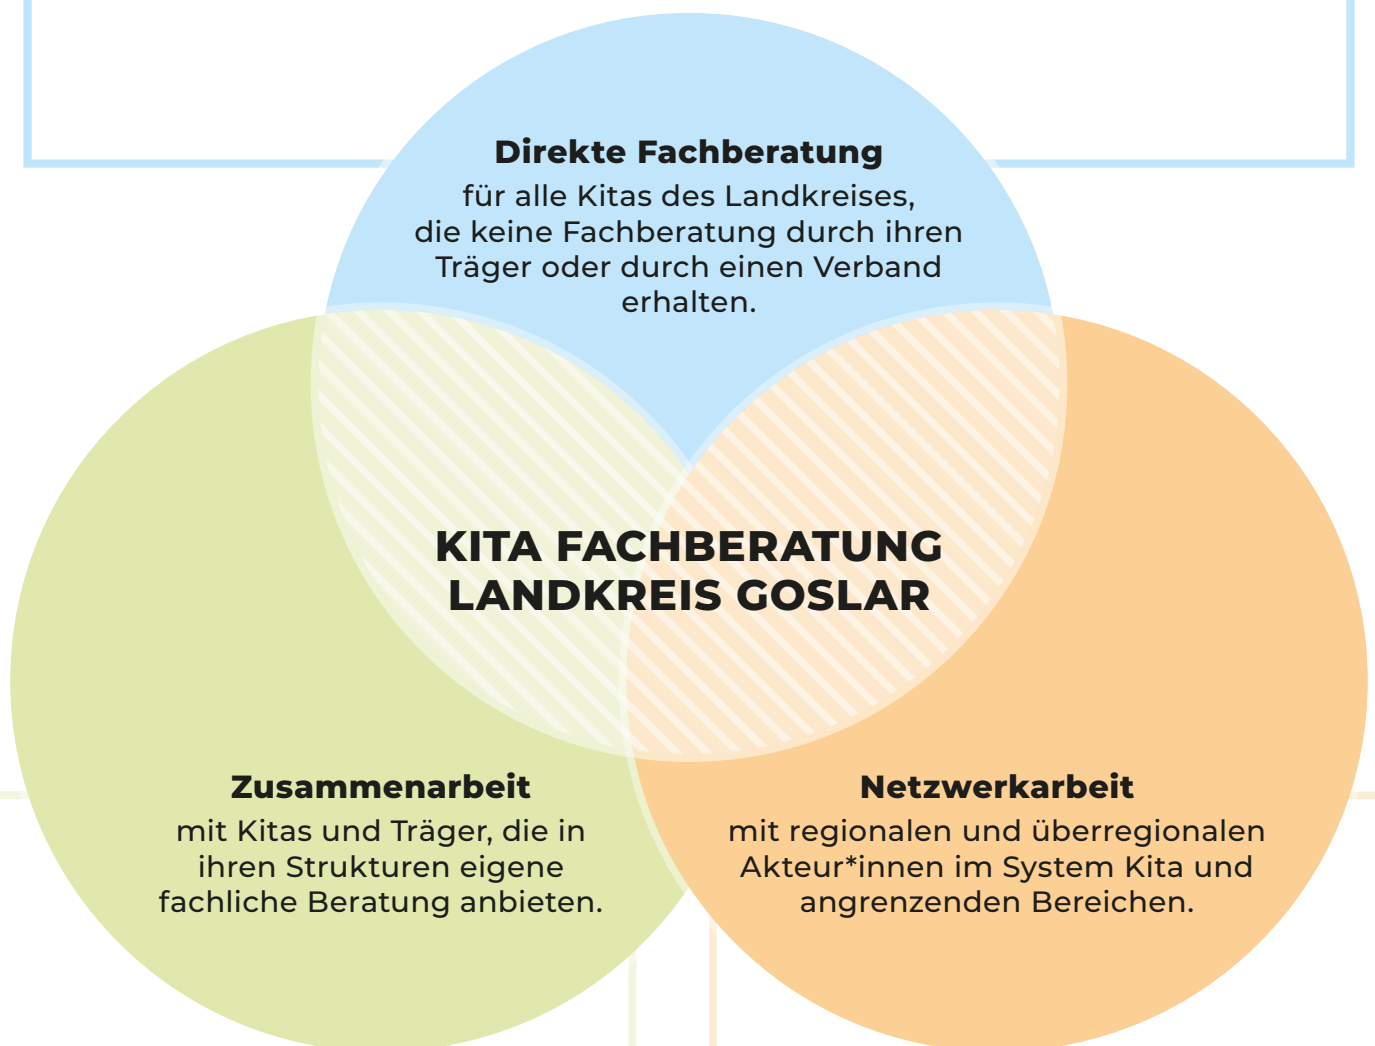 Direkte Fachberatung
für alle Kitas des Landkreises,
die keine Fachberatung durch ihren
Träger oder durch einen Verband
erhalten.
KITA FACHBERATUNG
LANDKREIS GOSLAR
Zusammenarbeit
mit Kitas und Träger, die in
ihren Strukturen eigene
fachliche Beratung anbieten.
Netzwerkarbeit
mit regionalen und überregionalen
Akteur*innen im System Kita und
angrenzenden Bereichen.